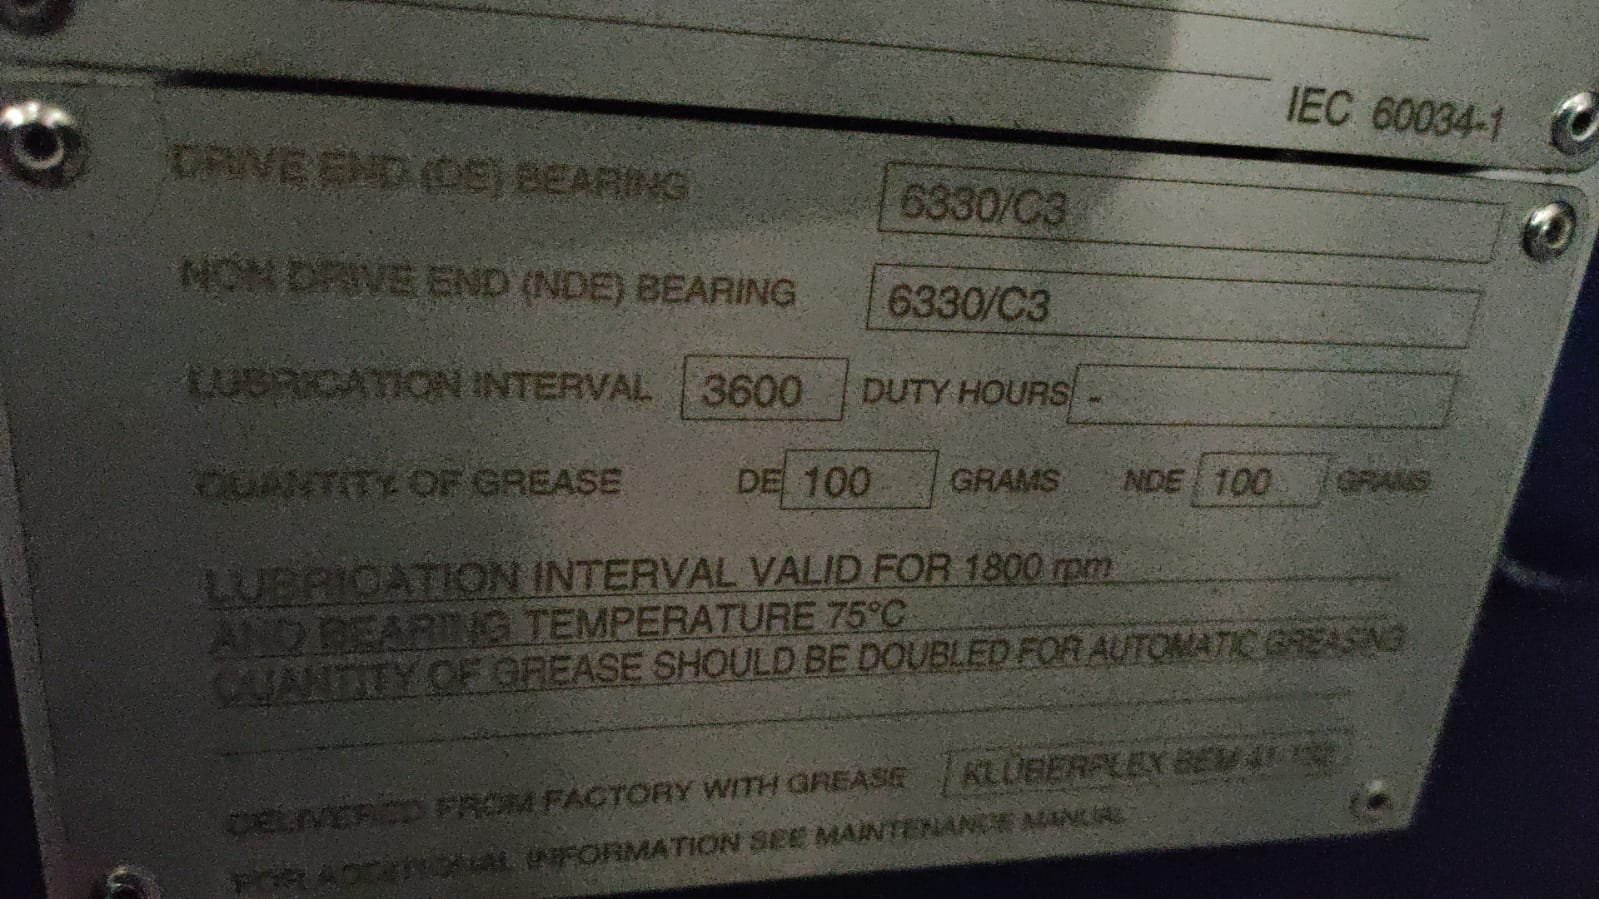 IEC 60034-1
DRIVE END (DE) BEARING 6330/C3
NON DRIVE END (NDE) BEARING 6330/C3
LUBRICATION INTERVAL 3600 DUTY HOURS -
QUANTITY OF GREASE DE 100 GRAMS NDE 100 GRAMS
LUBRICATION INTERVAL VALID FOR 1800 rpm
AND BEARING TEMPERATURE 75°C
QUANTITY OF GREASE SHOULD BE DOUBLED FOR AUTOMATIC GREASING
DELIVERED FROM FACTORY WITH GREASE KLÜBERPLEX BEM 41-132
FOR ADDITIONAL INFORMATION SEE MAINTENANCE MANUAL